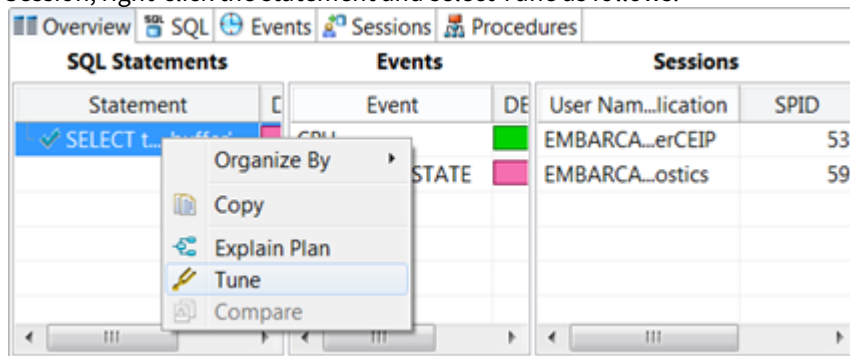 Session, right-click the statement and select Tune as follows:
Overview SQL Events Sessions Procedures
SQL Statements Events Sessions
Statement D Event DE User Nam...lication SPID
SELECT t... CPU EMBARCA...erCEIP 53
STATE EMBARCA...ostics 59
Organize By
Copy
Explain Plan
Tune
Compare